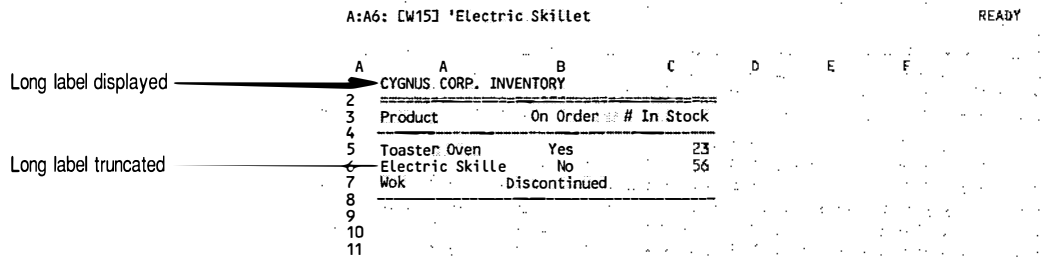 A:A6: [W15] 'Electric Skillet READY
A A B C D E F
Long label displayed CYGNUS CORP. INVENTORY
2 ==============================================
3 Product On Order # In Stock
4 ----------------------------------------------
5 Toaster Oven Yes 23
Long label truncated 6 Electric Skille No 56
7 Wok Discontinued
8 ----------------------------------------------
9
10
11